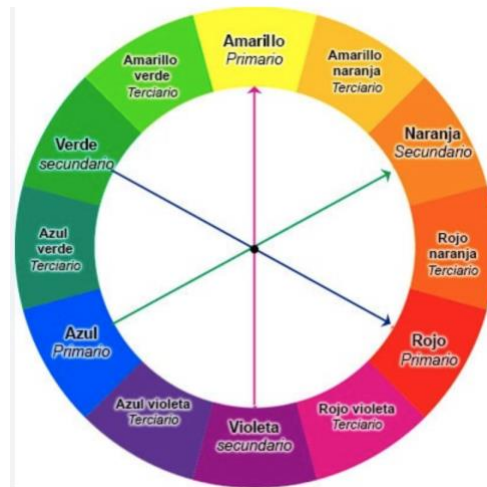 Amarillo
Primario
Amarillo
naranja
Terciario
Naranja
Secundario
Rojo
naranja
Terciario
Rojo
Primario
Rojo violeta
Terciario
Violeta
secundario
Azul violeta
Terciario
Azul
Primario
Azul
verde
Terciario
Verde
secundario
Amarillo
verde
Terciario